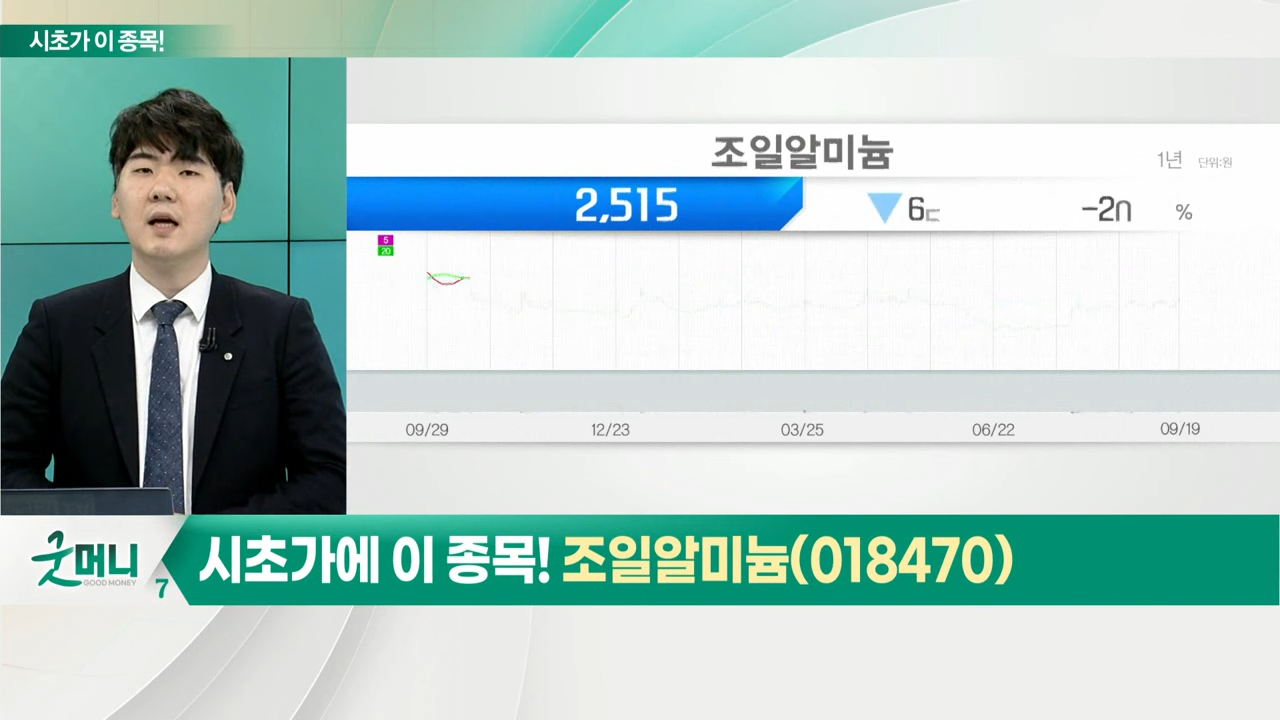 시초가 이 종목!
조일알미늄
1년 단위:원
2,515
▼ 6
%
5
20
09/29 12/23 03/25 06/22 09/19
굿머니
GOOD MONEY
7
시초가에 이 종목! 조일알미늄(018470)